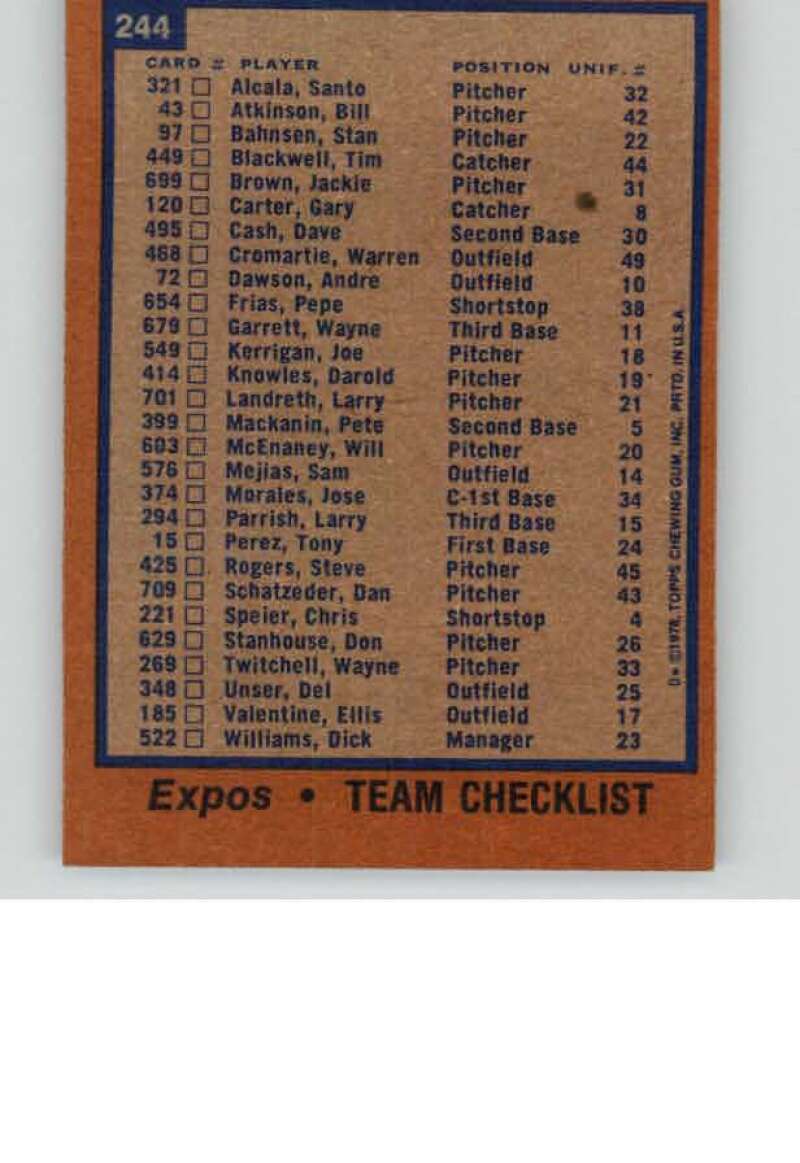 244
CARD # PLAYER POSITION UNIF. #
321 □ Alcala, Santo Pitcher 32
43 □ Atkinson, Bill Pitcher 42
97 □ Bahnsen, Stan Pitcher 22
449 □ Blackwell, Tim Catcher 44
699 □ Brown, Jackie Pitcher 31
120 □ Carter, Gary Catcher 8
495 □ Cash, Dave Second Base 30
468 □ Cromartie, Warren Outfield 49
72 □ Dawson, Andre Outfield 10
654 □ Frias, Pepe Shortstop 38
679 □ Garrett, Wayne Third Base 11
549 □ Kerrigan, Joe Pitcher 18
414 □ Knowles, Darold Pitcher 19
701 □ Landreth, Larry Pitcher 21
399 □ Mackanin, Pete Second Base 5
603 □ McEnaney, Will Pitcher 20
576 □ Mejias, Sam Outfield 14
374 □ Morales, Jose C-1st Base 34
294 □ Parrish, Larry Third Base 15
15 □ Perez, Tony First Base 24
425 □ Rogers, Steve Pitcher 45
709 □ Schatzeder, Dan Pitcher 43
221 □ Speier, Chris Shortstop 4
629 □ Stanhouse, Don Pitcher 26
269 □ Twitchell, Wayne Pitcher 33
348 □ Unser, Del Outfield 25
185 □ Valentine, Ellis Outfield 17
522 □ Williams, Dick Manager 23
D* ©1978, TOPPS CHEWING GUM, INC. PRTD. IN U.S.A.
Expos • TEAM CHECKLIST